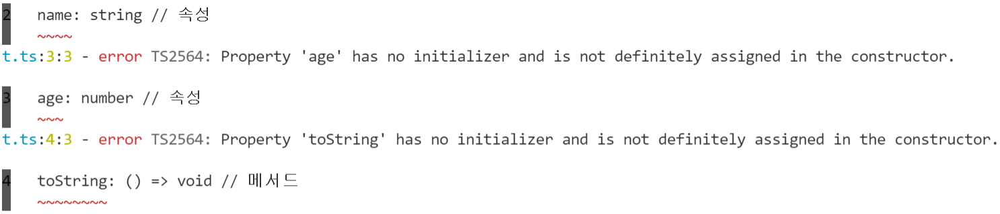 2 name: string // 속성
~~~~
t.ts:3:3 - error TS2564: Property 'age' has no initializer and is not definitely assigned in the constructor.
3 age: number // 속성
~~~
t.ts:4:3 - error TS2564: Property 'toString' has no initializer and is not definitely assigned in the constructor.
4 toString: () => void // 메서드
~~~~~~~~